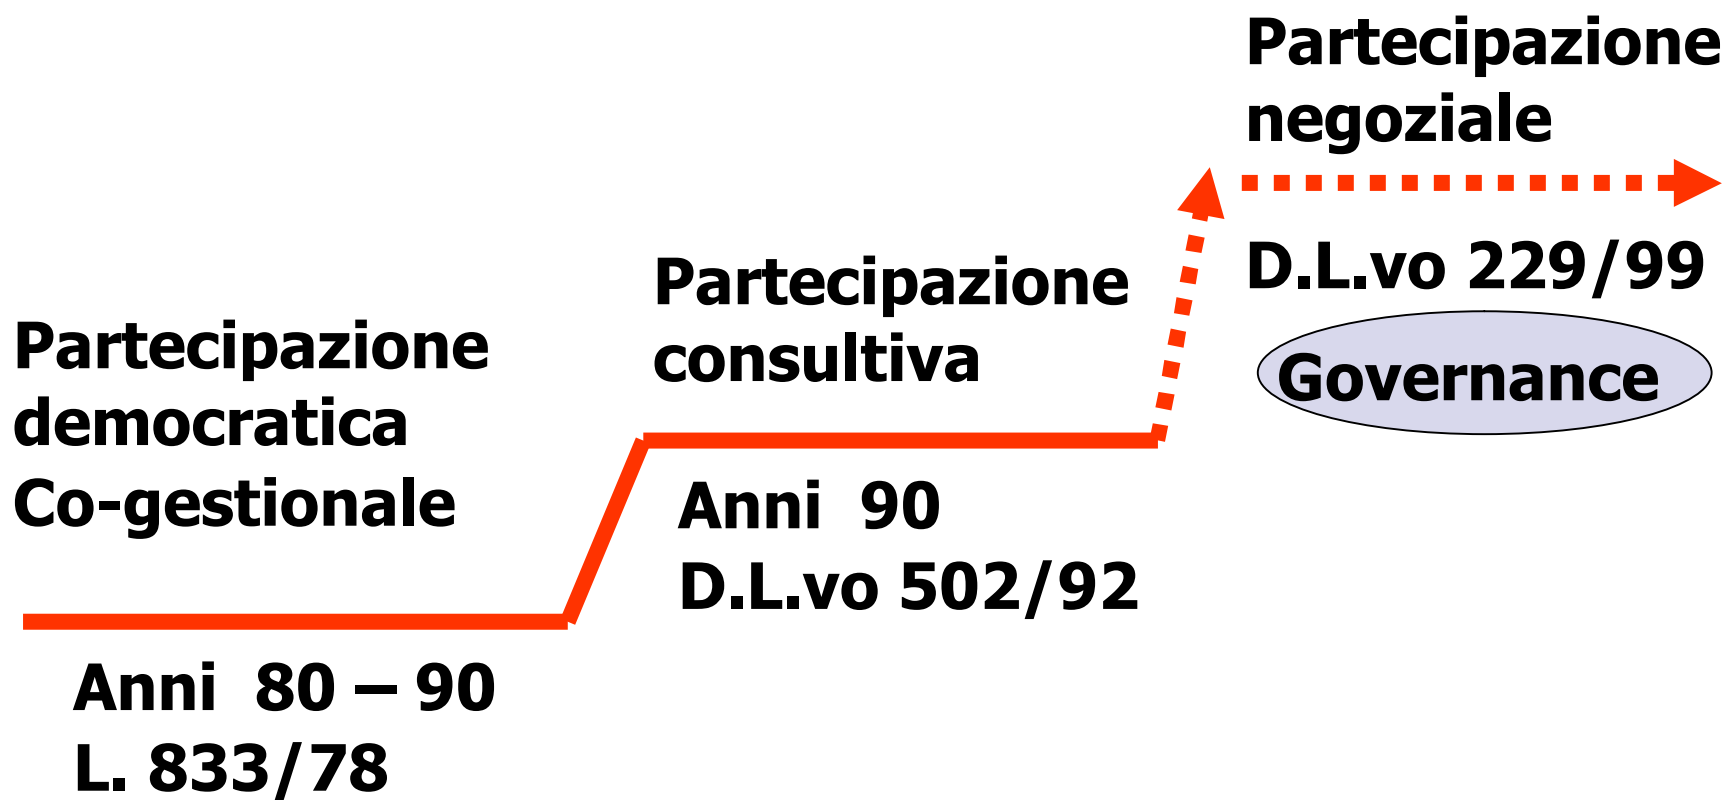 Partecipazione
democratica
Co-gestionale
Anni 80 – 90
L. 833/78
Partecipazione
consultiva
Anni 90
D.L.vo 502/92
Partecipazione
negoziale
D.L.vo 229/99
Governance